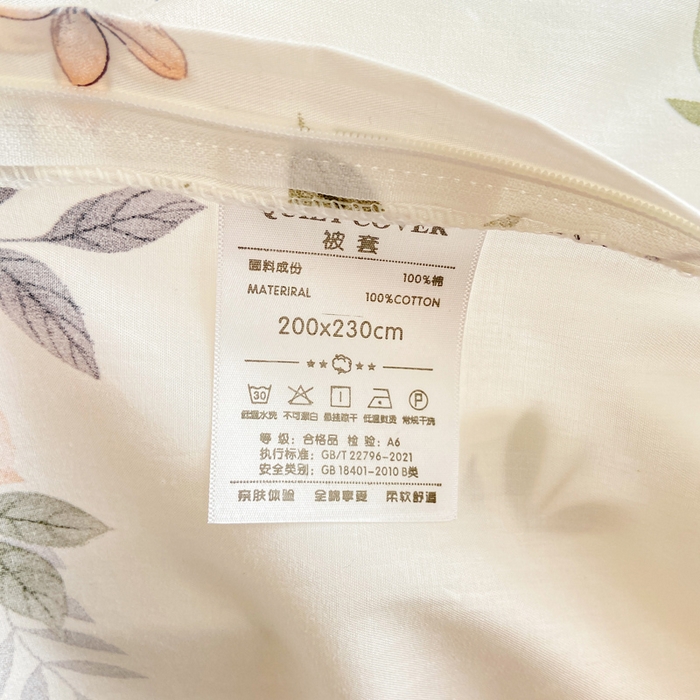 QUILT COVER
被套
面料成份 100%棉
MATERIRAL 100%COTTON
200x230cm
30 P
低温水洗 不可漂白 悬挂晾干 低温熨烫 常规干洗
等 级: 合格品 检 验: A6
执行标准: GB/T 22796-2021
安全类别: GB 18401-2010 B类
亲肤体验 全棉享受 柔软舒适